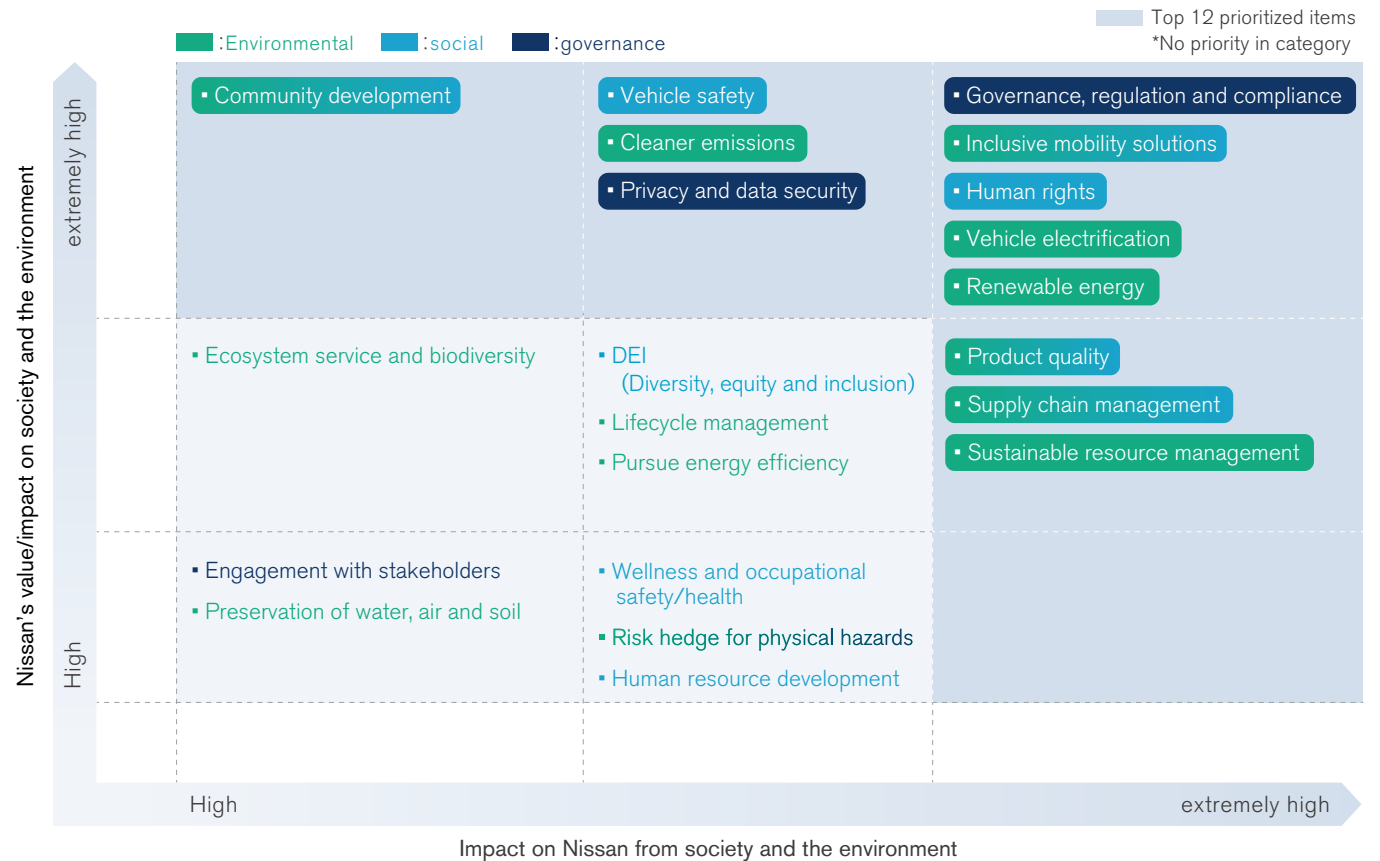 Top 12 prioritized items
*No priority in category
:Environmental :social :governance
Nissan's value/impact on society and the environment
extremely high
High
▪ Community development
▪ Vehicle safety
▪ Cleaner emissions
▪ Privacy and data security
▪ Governance, regulation and compliance
▪ Inclusive mobility solutions
▪ Human rights
▪ Vehicle electrification
▪ Renewable energy
▪ Ecosystem service and biodiversity
▪ DEI
(Diversity, equity and inclusion)
▪ Lifecycle management
▪ Pursue energy efficiency
▪ Product quality
▪ Supply chain management
▪ Sustainable resource management
▪ Engagement with stakeholders
▪ Preservation of water, air and soil
▪ Wellness and occupational
safety/health
▪ Risk hedge for physical hazards
▪ Human resource development
High
extremely high
Impact on Nissan from society and the environment